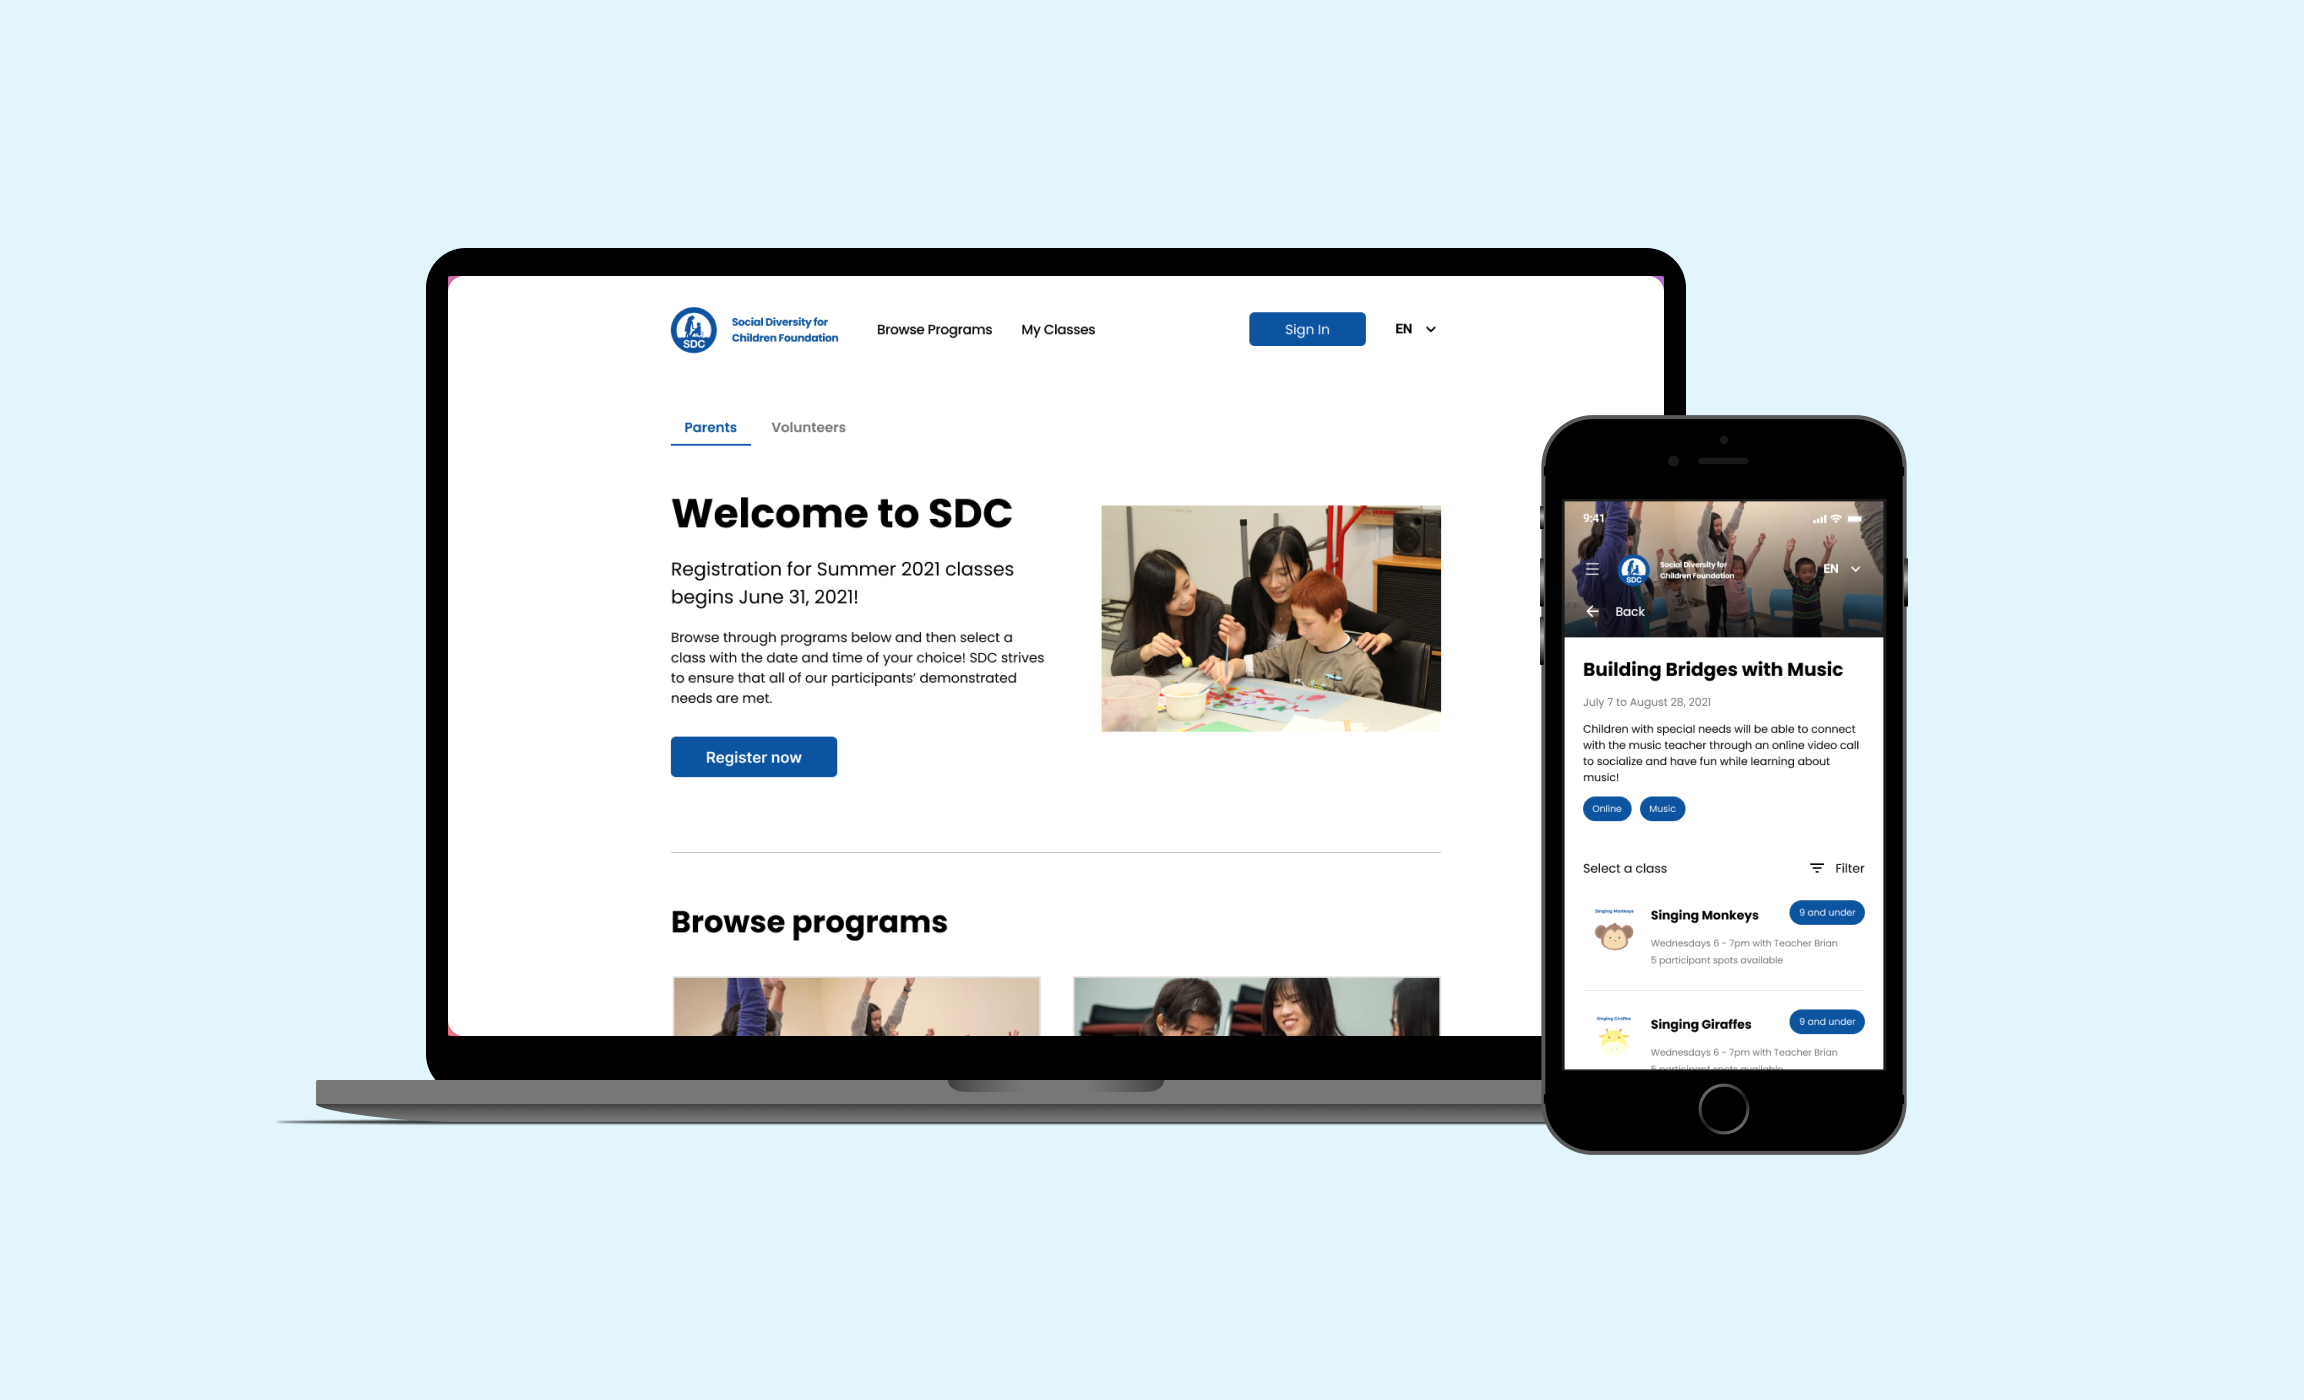 SDC
Social Diversity for
Children Foundation
Browse Programs
My Classes
Sign In
EN
Parents
Volunteers
Welcome to SDC
Registration for Summer 2021 classes
begins June 31, 2021!
Browse through programs below and then select a
class with the date and time of your choice! SDC strives
to ensure that all of our participants’ demonstrated
needs are met.
Register now
Browse programs
9:41
SDC
Social Diversity for
Children Foundation
EN
Back
Building Bridges with Music
July 7 to August 28, 2021
Children with special needs will be able to connect
with the music teacher through an online video call
to socialize and have fun while learning about
music!
Online
Music
Select a class
Filter
Singing Monkeys
Singing Monkeys
9 and under
Wednesdays 6 - 7pm with Teacher Brian
5 participant spots available
Singing Giraffes
Singing Giraffes
9 and under
Wednesdays 6 - 7pm with Teacher Brian
5 participant spots available